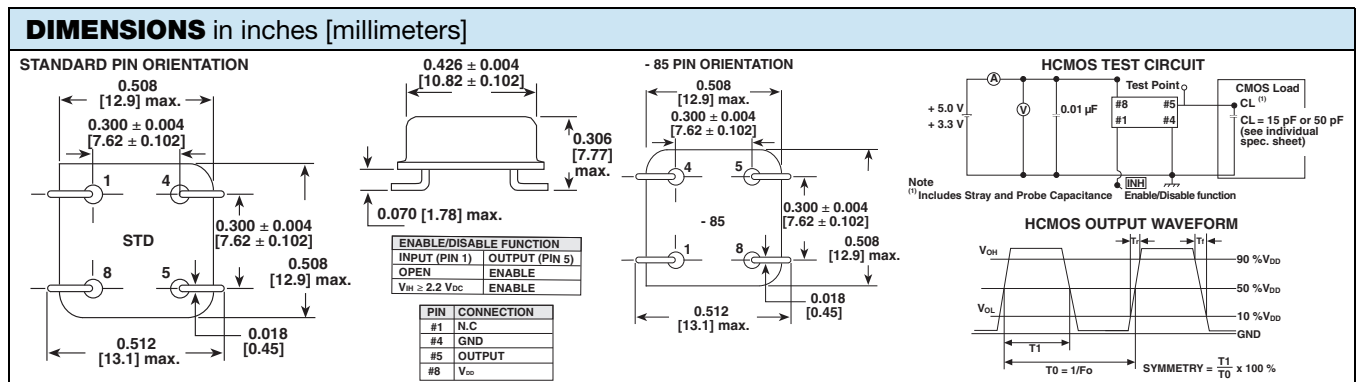 DIMENSIONS in inches [millimeters]
STANDARD PIN ORIENTATION
0.508
[12.9] max.
0.300 ± 0.004
[7.62 ± 0.102]
1
4
STD
8
5
0.300 ± 0.004
[7.62 ± 0.102]
0.508
[12.9] max.
0.018
[0.45]
0.512
[13.1] max.
0.426 ± 0.004
[10.82 ± 0.102]
0.306
[7.77]
max.
0.070 [1.78] max.
ENABLE/DISABLE FUNCTION
INPUT (PIN 1) OUTPUT (PIN 5)
OPEN ENABLE
VIH ≥ 2.2 VDC ENABLE
PIN CONNECTION
#1 N.C
#4 GND
#5 OUTPUT
#8 VDD
- 85 PIN ORIENTATION
0.508
[12.9] max.
0.300 ± 0.004
[7.62 ± 0.102]
4
5
- 85
1
8
0.300 ± 0.004
[7.62 ± 0.102]
0.508
[12.9] max.
0.018
[0.45]
0.512
[13.1] max.
HCMOS TEST CIRCUIT
A
Test Point
CMOS Load
CL (1)
+ 5.0 V
+ 3.3 V
V
0.01 µF
#8 #5
#1 #4
CL = 15 pF or 50 pF
(see individual
spec. sheet)
Note
INH
(1) Includes Stray and Probe Capacitance
Enable/Disable function
HCMOS OUTPUT WAVEFORM
Tr
Tf
VOH
90 %VDD
50 %VDD
VOL
10 %VDD
GND
T1
T0 = 1/Fo
SYMMETRY = T1/T0 x 100 %